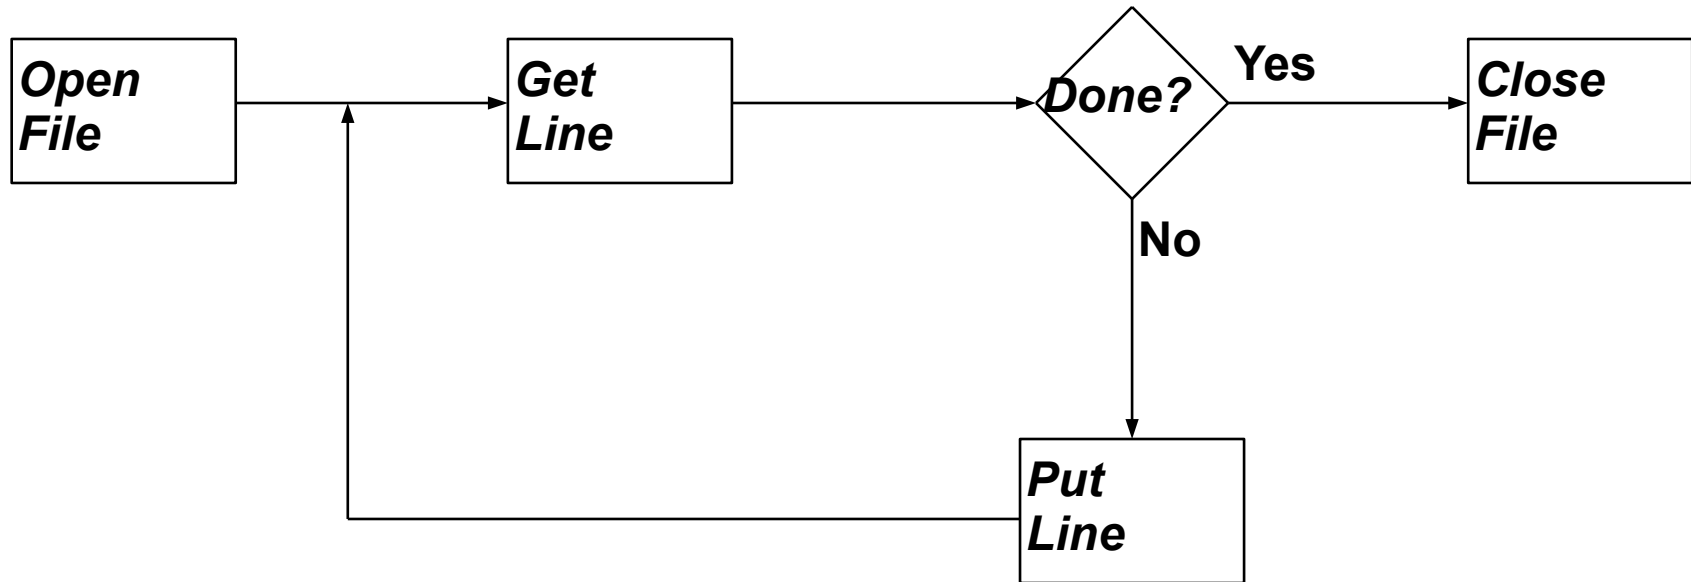 Open
File
Get
Line
Done?
Yes
Close
File
No
Put
Line